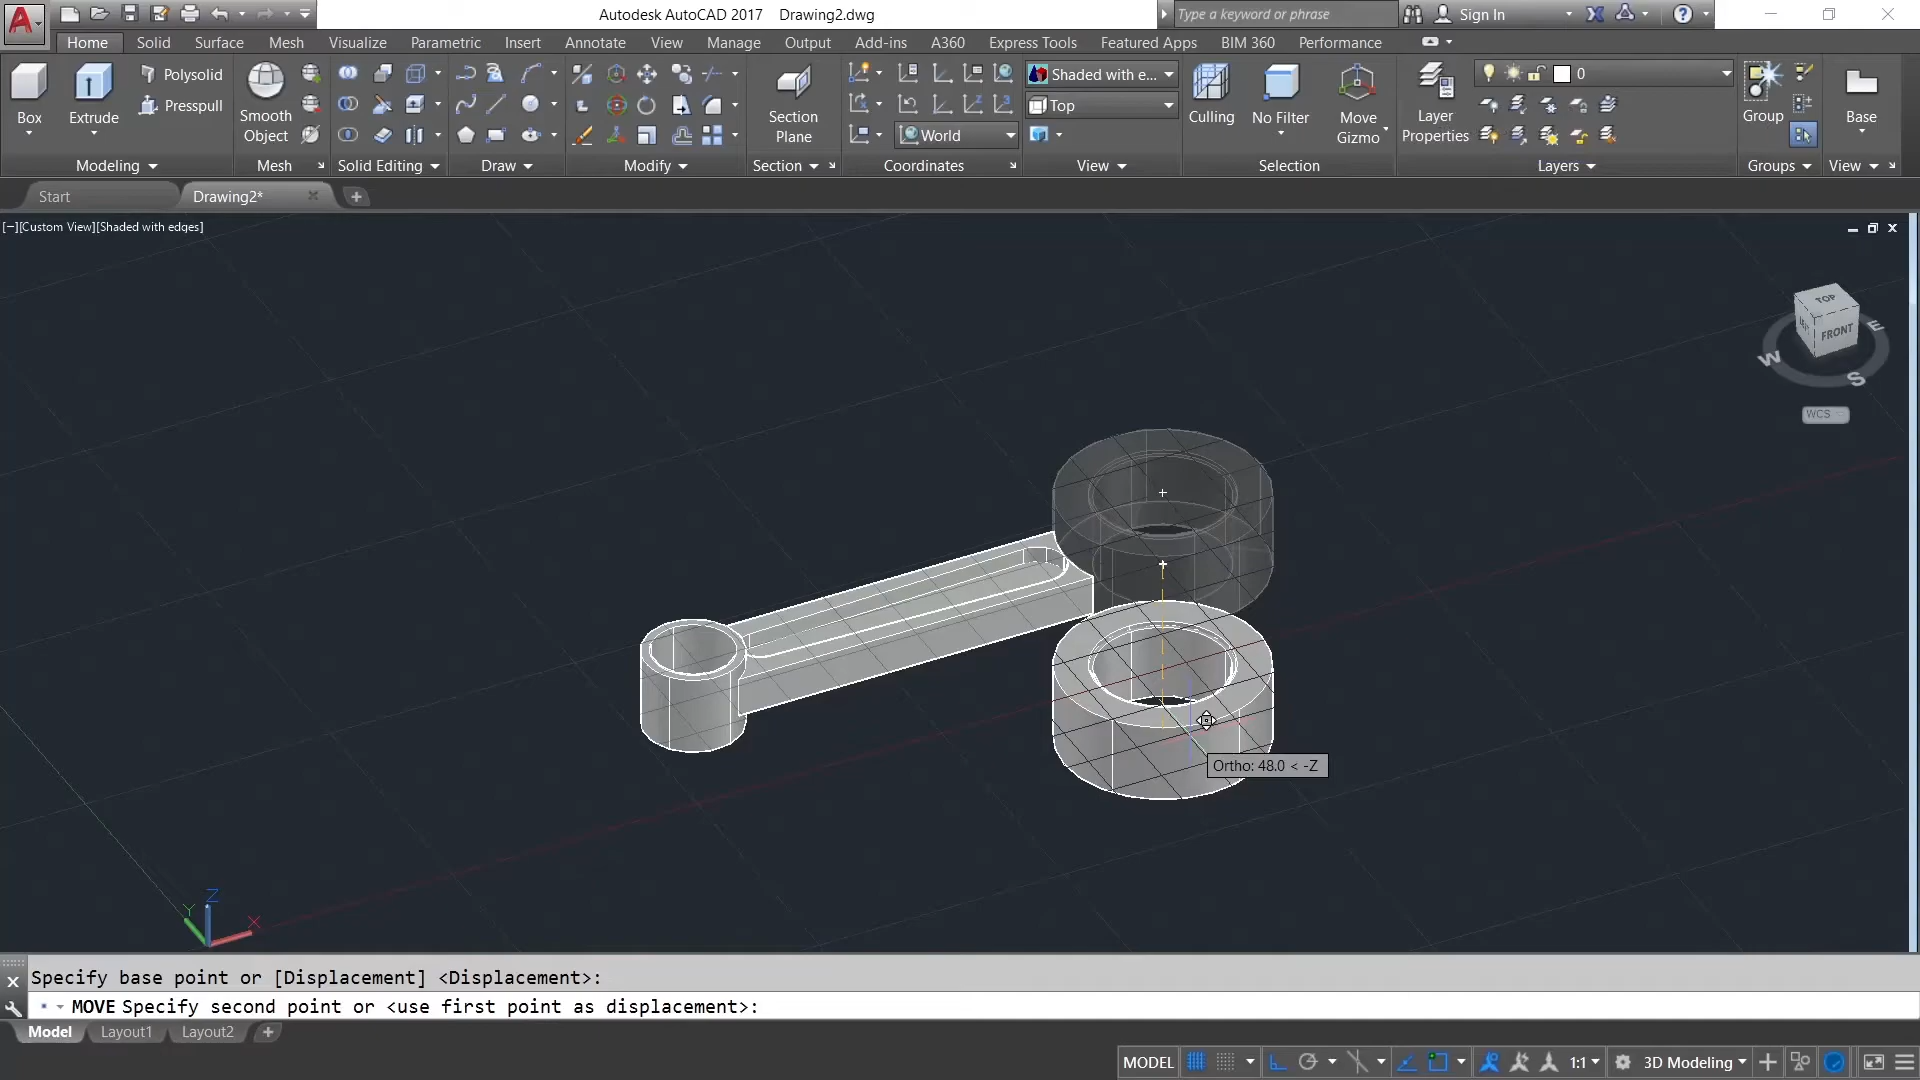 Autodesk AutoCAD 2017 Drawing2.dwg
Type a keyword or phrase
Sign In
Home Solid Surface Mesh Visualize Parametric Insert Annotate View Manage Output Add-ins A360 Express Tools Featured Apps BIM 360 Performance
Box
Extrude
Polysolid
Presspull
Modeling
Smooth
Object
Mesh
Solid Editing
Draw
Modify
Section
Plane
Section
World
Coordinates
Shaded with e...
Top
View
Culling
No Filter
Move
Gizmo
Selection
Layer
Properties
0
Layers
Group
Groups
Base
View
Start
Drawing2*
[−][Custom View][Shaded with edges]
TOP
FRONT
W
E
S
WCS
Ortho: 48.0 < -Z
Z
Y
X
Specify base point or [Displacement] <Displacement>:
MOVE Specify second point or <use first point as displacement>:
Model Layout1 Layout2
MODEL
1:1
3D Modeling